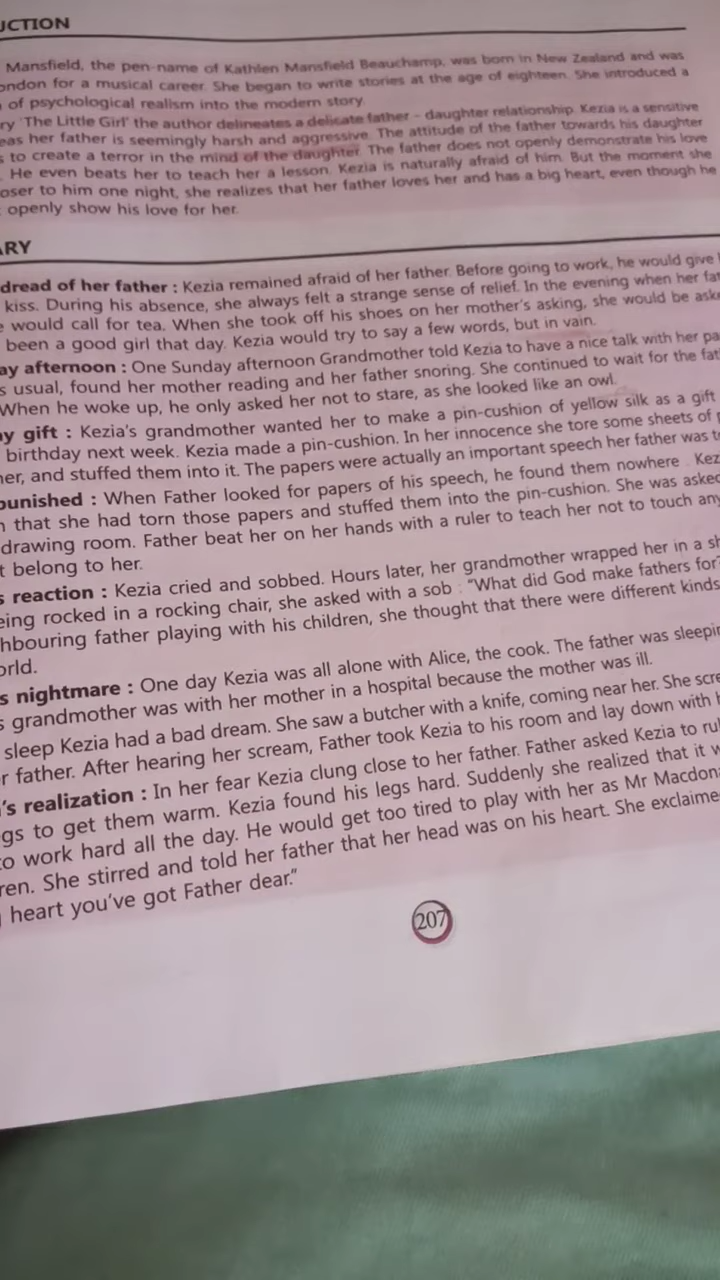 UCTION
Mansfield, the pen-name of Kathlen Mansfield Beauchamp, was born in New Zealand and was
ondon for a musical career. She began to write stories at the age of eighteen. She introduced a
of psychological realism into the modern story.
ry 'The Little Girl' the author delineates a delicate father – daughter relationship. Kezia is a sensitive
eas her father is seemingly harsh and aggressive. The attitude of the father towards his daughter
s to create a terror in the mind of the daughter. The father does not openly demonstrate his love
. He even beats her to teach her a lesson. Kezia is naturally afraid of him. But the moment she
oser to him one night, she realizes that her father loves her and has a big heart, even though he
openly show his love for her.
ARY
dread of her father : Kezia remained afraid of her father. Before going to work, he would give
kiss. During his absence, she always felt a strange sense of relief. In the evening when her fat
e would call for tea. When she took off his shoes on her mother's asking, she would be aske
been a good girl that day. Kezia would try to say a few words, but in vain.
ay afternoon : One Sunday afternoon Grandmother told Kezia to have a nice talk with her pa
s usual, found her mother reading and her father snoring. She continued to wait for the fat
When he woke up, he only asked her not to stare, as she looked like an owl.
ay gift : Kezia's grandmother wanted her to make a pin-cushion of yellow silk as a gift
birthday next week. Kezia made a pin-cushion. In her innocence she tore some sheets of p
her, and stuffed them into it. The papers were actually an important speech her father was t
punished : When Father looked for papers of his speech, he found them nowhere . Kez
n that she had torn those papers and stuffed them into the pin-cushion. She was asked
drawing room. Father beat her on her hands with a ruler to teach her not to touch any
t belong to her.
s reaction : Kezia cried and sobbed. Hours later, her grandmother wrapped her in a sh
eing rocked in a rocking chair, she asked with a sob : "What did God make fathers for?
hbouring father playing with his children, she thought that there were different kinds
orld.
s nightmare : One day Kezia was all alone with Alice, the cook. The father was sleepin
s grandmother was with her mother in a hospital because the mother was ill.
sleep Kezia had a bad dream. She saw a butcher with a knife, coming near her. She scre
r father. After hearing her scream, Father took Kezia to his room and lay down with h
's realization : In her fear Kezia clung close to her father. Father asked Kezia to rub
gs to get them warm. Kezia found his legs hard. Suddenly she realized that it w
to work hard all the day. He would get too tired to play with her as Mr Macdona
ren. She stirred and told her father that her head was on his heart. She exclaime
heart you've got Father dear."
207